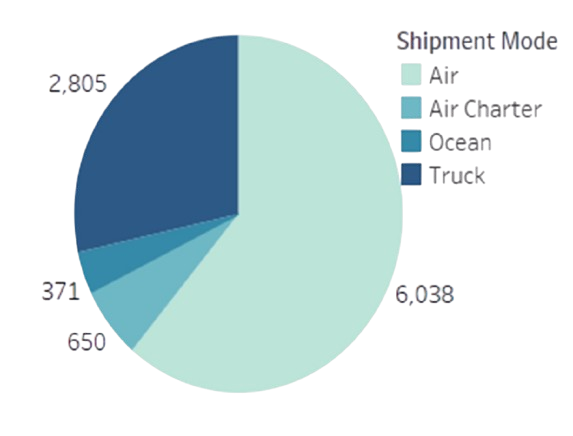 Shipment Mode
Air
Air Charter
Ocean
Truck
2,805
371
650
6,038